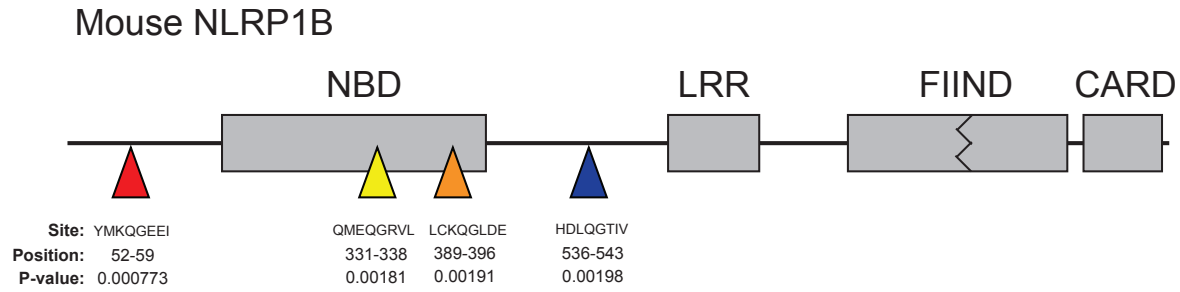 Mouse NLRP1B
NBD LRR FIIND CARD
Site: YMKQGEEI QMEQGRVL LCKQGLDE HDLQGTIV
Position: 52-59 331-338 389-396 536-543
P-value: 0.000773 0.00181 0.00191 0.00198